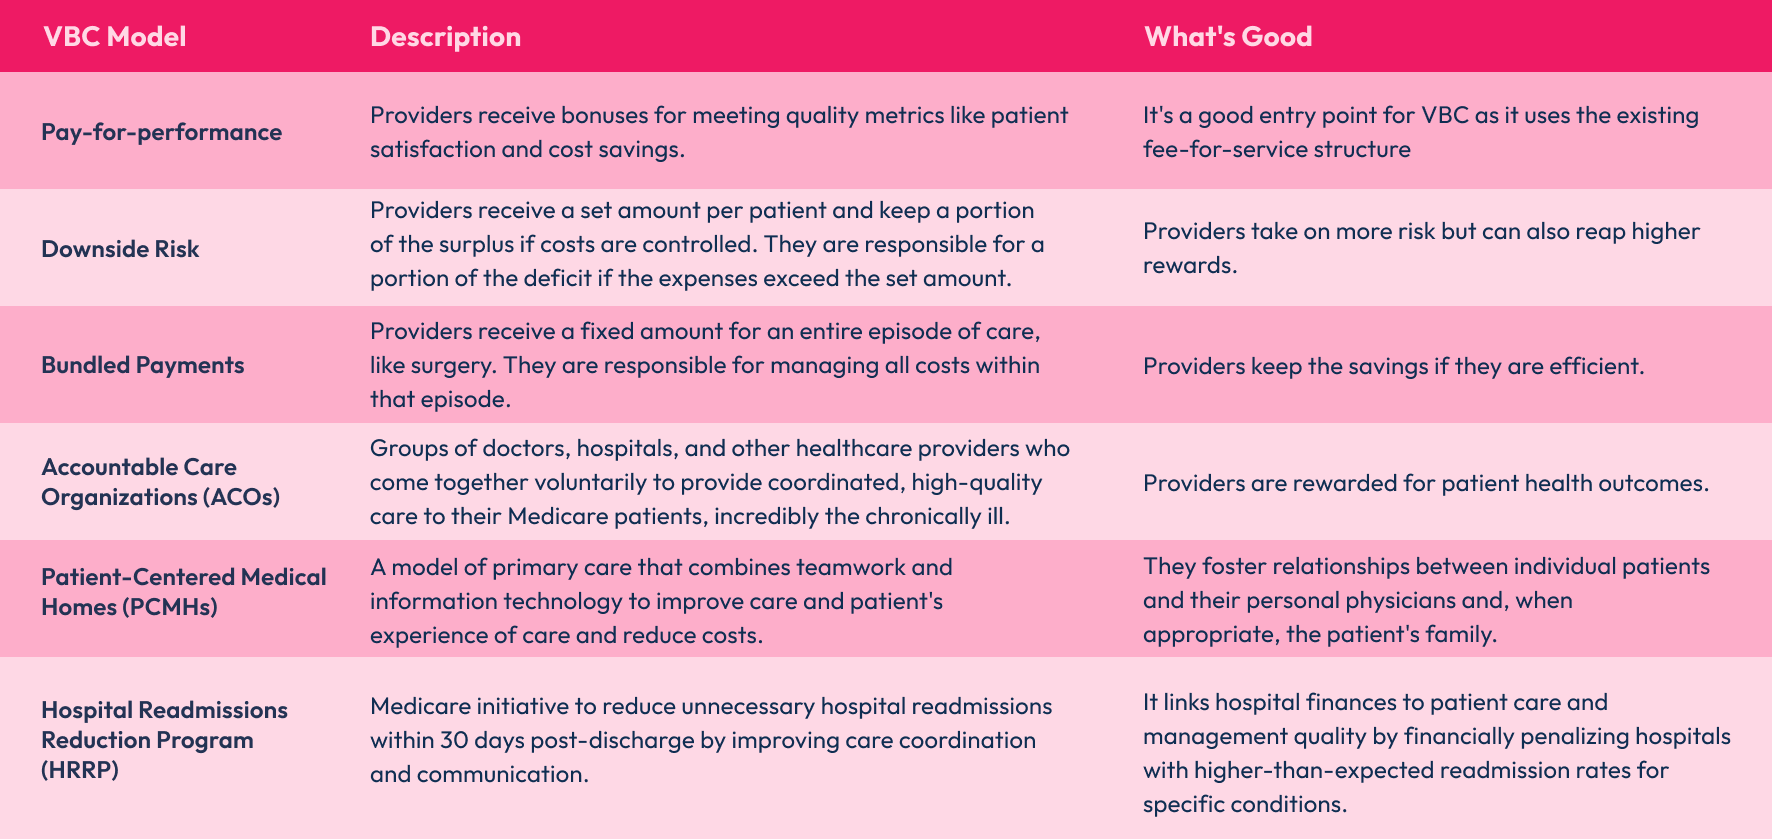 VBC Model
Description
What's Good
Pay-for-performance
Providers receive bonuses for meeting quality metrics like patient
satisfaction and cost savings.
It's a good entry point for VBC as it uses the existing
fee-for-service structure
Downside Risk
Providers receive a set amount per patient and keep a portion
of the surplus if costs are controlled. They are responsible for a
portion of the deficit if the expenses exceed the set amount.
Providers take on more risk but can also reap higher
rewards.
Bundled Payments
Providers receive a fixed amount for an entire episode of care,
like surgery. They are responsible for managing all costs within
that episode.
Providers keep the savings if they are efficient.
Accountable Care
Organizations (ACOs)
Groups of doctors, hospitals, and other healthcare providers who
come together voluntarily to provide coordinated, high-quality
care to their Medicare patients, incredibly the chronically ill.
Providers are rewarded for patient health outcomes.
Patient-Centered Medical
Homes (PCMHs)
A model of primary care that combines teamwork and
information technology to improve care and patient's
experience of care and reduce costs.
They foster relationships between individual patients
and their personal physicians and, when
appropriate, the patient's family.
Hospital Readmissions
Reduction Program
(HRRP)
Medicare initiative to reduce unnecessary hospital readmissions
within 30 days post-discharge by improving care coordination
and communication.
It links hospital finances to patient care and
management quality by financially penalizing hospitals
with higher-than-expected readmission rates for
specific conditions.